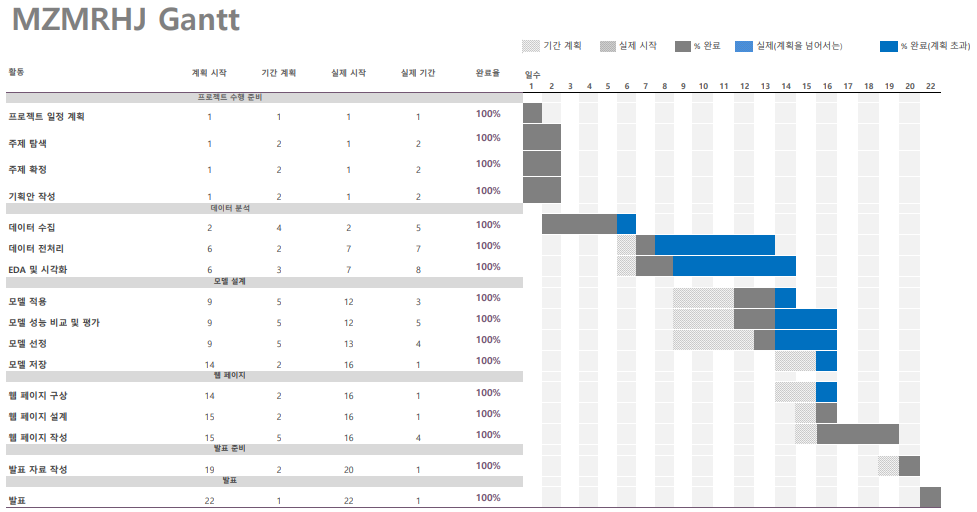 MZMRHJ Gantt
기간 계획 실제 시작 % 완료 실제(계획을 넘어서는) % 완료(계획 초과)
활동 계획 시작 기간 계획 실제 시작 실제 기간 완료율 일수
1 2 3 4 5 6 7 8 9 10 11 12 13 14 15 16 17 18 19 20 22
프로젝트 수행 준비
프로젝트 일정 계획 1 1 1 1 100%
주제 탐색 1 2 1 2 100%
주제 확정 1 2 1 2 100%
기획안 작성 1 2 1 2 100%
데이터 분석
데이터 수집 2 4 2 5 100%
데이터 전처리 6 2 7 7 100%
EDA 및 시각화 6 3 7 8 100%
모델 설계
모델 적용 9 5 12 3 100%
모델 성능 비교 및 평가 9 5 12 5 100%
모델 선정 9 5 13 4 100%
모델 저장 14 2 16 1 100%
웹 페이지
웹 페이지 구상 14 2 16 1 100%
웹 페이지 설계 15 2 16 1 100%
웹 페이지 작성 15 5 16 4 100%
발표 준비
발표 자료 작성 19 2 20 1 100%
발표
발표 22 1 22 1 100%